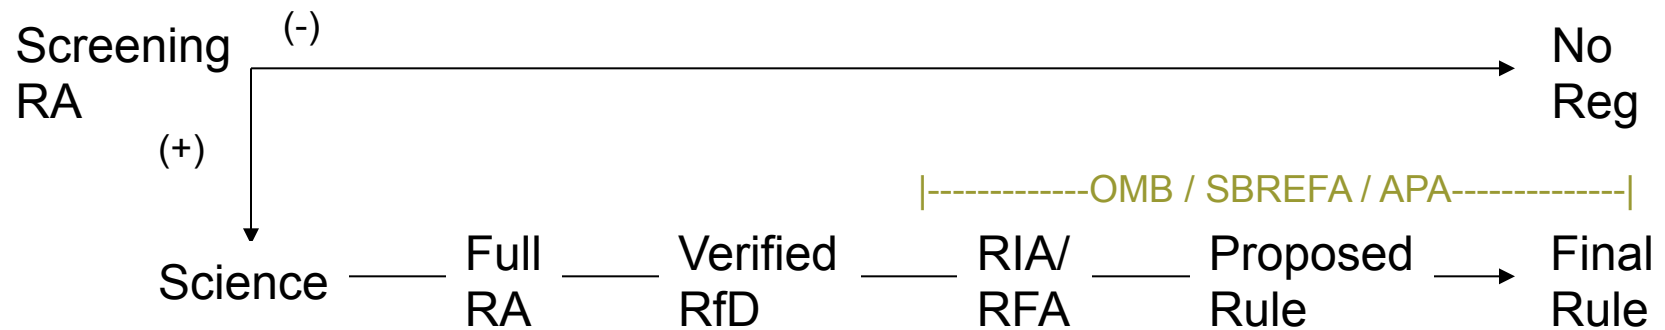 Screening
RA
(-)
No
Reg
(+)
|-------------OMB / SBREFA / APA--------------|
Science
Full
RA
Verified
RfD
RIA/
RFA
Proposed
Rule
Final
Rule